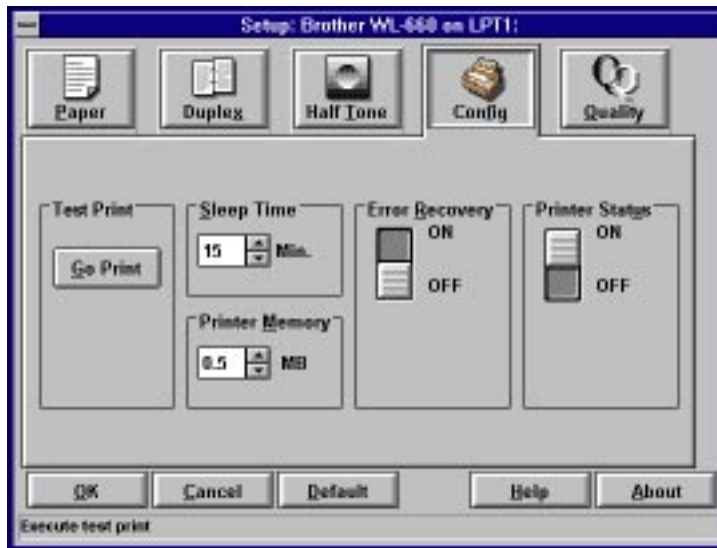 Setup: Brother WL-660 on LPT1:
Paper
Duplex
Half Tone
Config
Quality
Test Print
Go Print
Sleep Time
15 Min.
Printer Memory
0.5 MB
Error Recovery
ON
OFF
Printer Status
ON
OFF
OK
Cancel
Default
Help
About
Execute test print